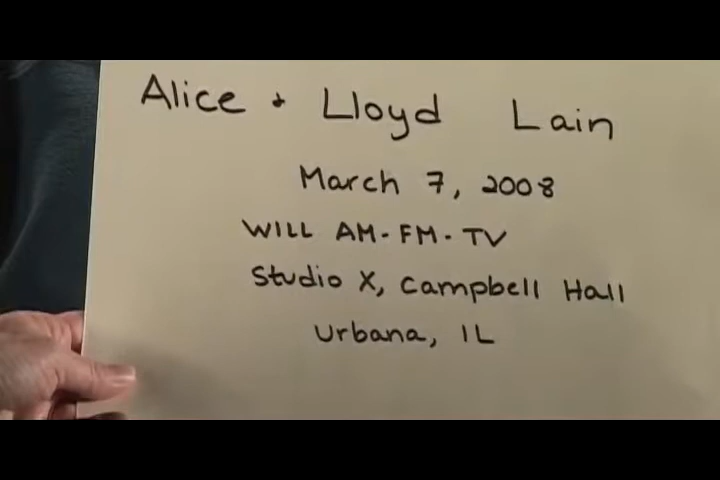 Alice + Lloyd Lain
March 7, 2008
WILL AM-FM-TV
Studio X, Campbell Hall
Urbana, IL